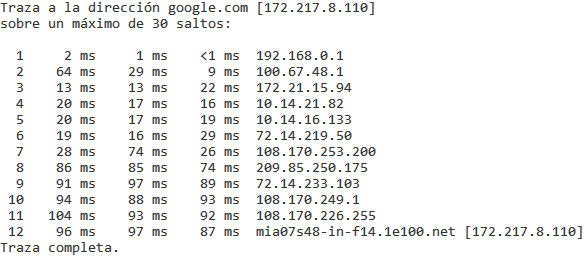 Traza a la dirección google.com [172.217.8.110]
sobre un máximo de 30 saltos:
1 2 ms 1 ms <1 ms 192.168.0.1
2 64 ms 29 ms 9 ms 100.67.48.1
3 13 ms 13 ms 22 ms 172.21.15.94
4 20 ms 17 ms 16 ms 10.14.21.82
5 20 ms 17 ms 19 ms 10.14.16.133
6 19 ms 16 ms 29 ms 72.14.219.50
7 28 ms 74 ms 26 ms 108.170.253.200
8 86 ms 85 ms 74 ms 209.85.250.175
9 91 ms 97 ms 89 ms 72.14.233.103
10 94 ms 88 ms 93 ms 108.170.249.1
11 104 ms 93 ms 92 ms 108.170.226.255
12 96 ms 97 ms 87 ms mia07s48-in-f14.1e100.net [172.217.8.110]
Traza completa.